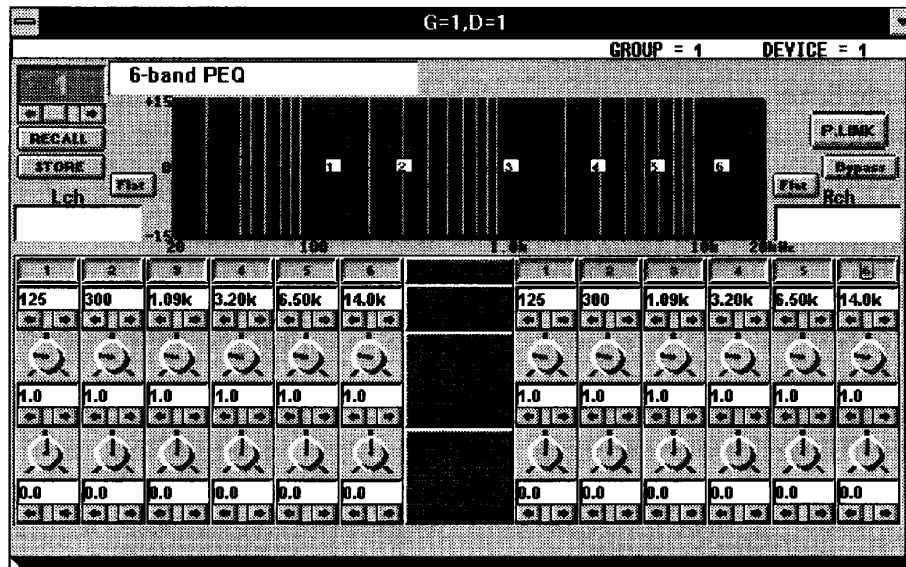 G=1,D=1
GROUP = 1 DEVICE = 1
1
6-band PEQ
+15
RECALL
STORE
0
Flat
Lch
-15
1 2 3 4 5 6
20 100 1.0k 10k 20kHz
P.LINK
Bypass
Flat
Rch
1 2 3 4 5 6 1 2 3 4 5 6
125 300 1.09k 3.20k 6.50k 14.0k 125 300 1.09k 3.20k 6.50k 14.0k
1.0 1.0 1.0 1.0 1.0 1.0 1.0 1.0 1.0 1.0 1.0 1.0
0.0 0.0 0.0 0.0 0.0 0.0 0.0 0.0 0.0 0.0 0.0 0.0